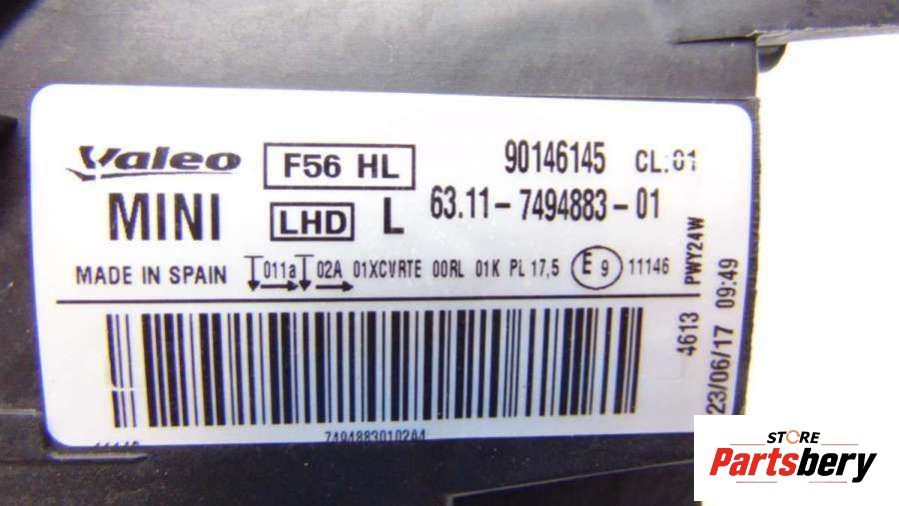 Valeo F56 HL 90146145 CL:01
MINI LHD L 63.11-7494883-01
MADE IN SPAIN 011a 02A 01XCVRTE 00RL 01K PL 17,5 E 9 11146
4613 PWY24W
23/06/17 09:49
7494883010264
STORE
Partsbery